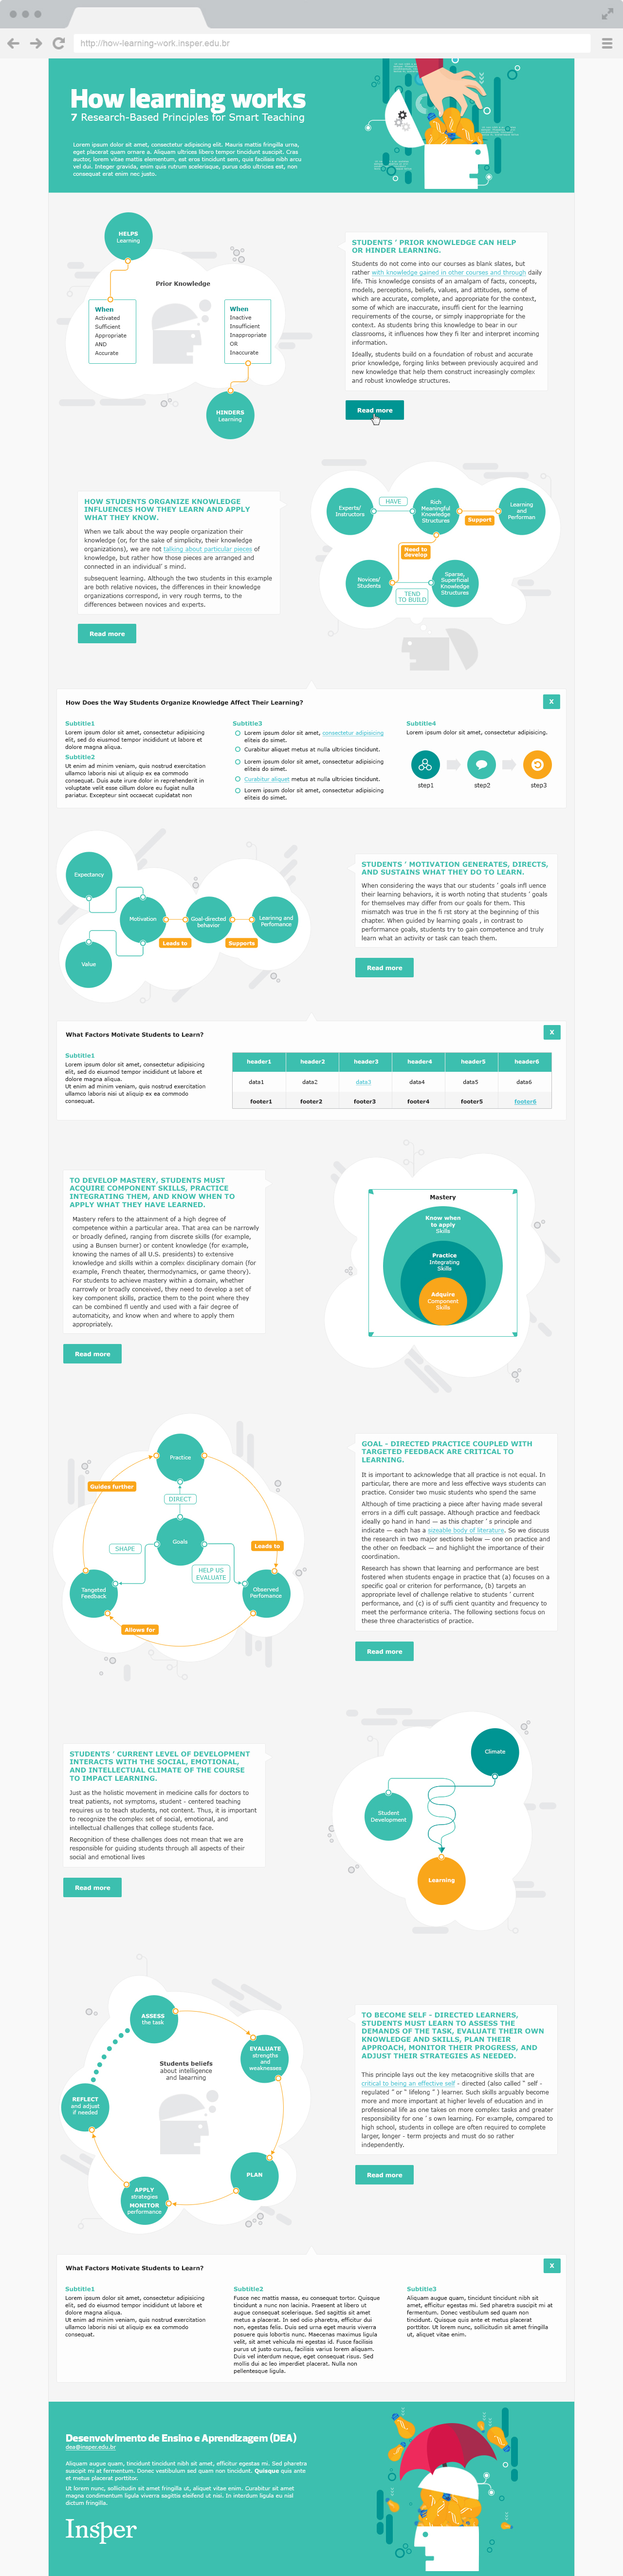 http://how-learning-work.insper.edu.br
How learning works
7 Research-Based Principles for Smart Teaching
Lorem ipsum dolor sit amet, consectetur adipiscing elit. Mauris mattis fringilla urna,
eget placerat quam ornare a. Aliquam ultrices libero tempor tincidunt suscipit. Cras
auctor, lorem vitae mattis elementum, est eros tincidunt sem, quis facilisis nibh arcu
vel dui. Integer gravida, enim quis rutrum scelerisque, purus odio ultricies est, non
consequat erat enim nec justo.
HELPS
Learning
Prior Knowledge
When
Activated
Sufficient
Appropriate
AND
Accurate
When
Inactive
Insufficient
Inappropriate
OR
Inaccurate
HINDERS
Learning
STUDENTS ' PRIOR KNOWLEDGE CAN HELP
OR HINDER LEARNING.
Students do not come into our courses as blank slates, but
rather with knowledge gained in other courses and through daily
life. This knowledge consists of an amalgam of facts, concepts,
models, perceptions, beliefs, values, and attitudes, some of
which are accurate, complete, and appropriate for the context,
some of which are inaccurate, insuffi cient for the learning
requirements of the course, or simply inappropriate for the
context. As students bring this knowledge to bear in our
classrooms, it influences how they fi lter and interpret incoming
information.
Ideally, students build on a foundation of robust and accurate
prior knowledge, forging links between previously acquired and
new knowledge that help them construct increasingly complex
and robust knowledge structures.
Read more
HOW STUDENTS ORGANIZE KNOWLEDGE
INFLUENCES HOW THEY LEARN AND APPLY
WHAT THEY KNOW.
When we talk about the way people organization their
knowledge (or, for the sake of simplicity, their knowledge
organizations), we are not talking about particular pieces of
knowledge, but rather how those pieces are arranged and
connected in an individual' s mind.
subsequent learning. Although the two students in this example
are both relative novices, the differences in their knowledge
organizations correspond, in very rough terms, to the
differences between novices and experts.
Read more
Experts/
Instructors
HAVE
Rich
Meaningful
Knowledge
Structures
Support
Learning
and
Performan
Need to
develop
Novices/
Students
TEND
TO BUILD
Sparse,
Superficial
Knowledge
Structures
How Does the Way Students Organize Knowledge Affect Their Learning?
X
Subtitle1
Lorem ipsum dolor sit amet, consectetur adipisicing
elit, sed do eiusmod tempor incididunt ut labore et
dolore magna aliqua.
Subtitle2
Ut enim ad minim veniam, quis nostrud exercitation
ullamco laboris nisi ut aliquip ex ea commodo
consequat. Duis aute irure dolor in reprehenderit in
voluptate velit esse cillum dolore eu fugiat nulla
pariatur. Excepteur sint occaecat cupidatat non
Subtitle3
Lorem ipsum dolor sit amet, consectetur adipisicing
eliteis do simet.
Curabitur aliquet metus at nulla ultricies tincidunt.
Lorem ipsum dolor sit amet, consectetur adipisicing
eliteis do simet.
Curabitur aliquet metus at nulla ultricies tincidunt.
Lorem ipsum dolor sit amet, consectetur adipisicing
eliteis do simet.
Subtitle4
Lorem ipsum dolor sit amet, consectetur adipisicing.
step1
step2
step3
Expectancy
Motivation
Leads to
Goal-directed
behavior
Supports
Learinng and
Perfomance
Value
STUDENTS ' MOTIVATION GENERATES, DIRECTS,
AND SUSTAINS WHAT THEY DO TO LEARN.
When considering the ways that our students ' goals infl uence
their learning behaviors, it is worth noting that students ' goals
for themselves may differ from our goals for them. This
mismatch was true in the fi rst story at the beginning of this
chapter. When guided by learning goals , in contrast to
performance goals, students try to gain competence and truly
learn what an activity or task can teach them.
Read more
What Factors Motivate Students to Learn?
X
Subtitle1
Lorem ipsum dolor sit amet, consectetur adipisicing
elit, sed do eiusmod tempor incididunt ut labore et
dolore magna aliqua.
Ut enim ad minim veniam, quis nostrud exercitation
ullamco laboris nisi ut aliquip ex ea commodo
consequat.
header1 header2 header3 header4 header5 header6
data1 data2 data3 data4 data5 data6
footer1 footer2 footer3 footer4 footer5 footer6
TO DEVELOP MASTERY, STUDENTS MUST
ACQUIRE COMPONENT SKILLS, PRACTICE
INTEGRATING THEM, AND KNOW WHEN TO
APPLY WHAT THEY HAVE LEARNED.
Mastery refers to the attainment of a high degree of
competence within a particular area. That area can be narrowly
or broadly defined, ranging from discrete skills (for example,
using a Bunsen burner) or content knowledge (for example,
knowing the names of all U.S. presidents) to extensive
knowledge and skills within a complex disciplinary domain (for
example, French theater, thermodynamics, or game theory).
For students to achieve mastery within a domain, whether
narrowly or broadly conceived, they need to develop a set of
key component skills, practice them to the point where they
can be combined fl uently and used with a fair degree of
automaticity, and know when and where to apply them
appropriately.
Read more
Mastery
Know when
to apply
Skills
Practice
Integrating
Skills
Adquire
Component
Skills
Practice
Guides further
DIRECT
Goals
SHAPE
HELP US
EVALUATE
Leads to
Targeted
Feedback
Observed
Perfomance
Allows for
GOAL - DIRECTED PRACTICE COUPLED WITH
TARGETED FEEDBACK ARE CRITICAL TO
LEARNING.
It is important to acknowledge that all practice is not equal. In
particular, there are more and less effective ways students can
practice. Consider two music students who spend the same
Although of time practicing a piece after having made several
errors in a diffi cult passage. Although practice and feedback
ideally go hand in hand — as this chapter ' s principle and
indicate — each has a sizeable body of literature. So we discuss
the research in two major sections below — one on practice and
the other on feedback — and highlight the importance of their
coordination.
Research has shown that learning and performance are best
fostered when students engage in practice that (a) focuses on a
specific goal or criterion for performance, (b) targets an
appropriate level of challenge relative to students ' current
performance, and (c) is of suffi cient quantity and frequency to
meet the performance criteria. The following sections focus on
these three characteristics of practice.
Read more
STUDENTS ' CURRENT LEVEL OF DEVELOPMENT
INTERACTS WITH THE SOCIAL, EMOTIONAL,
AND INTELLECTUAL CLIMATE OF THE COURSE
TO IMPACT LEARNING.
Just as the holistic movement in medicine calls for doctors to
treat patients, not symptoms, student - centered teaching
requires us to teach students, not content. Thus, it is important
to recognize the complex set of social, emotional, and
intellectual challenges that college students face.
Recognition of these challenges does not mean that we are
responsible for guiding students through all aspects of their
social and emotional lives
Read more
Climate
Student
Development
Learning
ASSESS
the task
EVALUATE
strengths
and
weaknesses
Students beliefs
about intelligence
and laearning
REFLECT
and adjust
if needed
PLAN
APPLY
strategies
MONITOR
performance
TO BECOME SELF - DIRECTED LEARNERS,
STUDENTS MUST LEARN TO ASSESS THE
DEMANDS OF THE TASK, EVALUATE THEIR OWN
KNOWLEDGE AND SKILLS, PLAN THEIR
APPROACH, MONITOR THEIR PROGRESS, AND
ADJUST THEIR STRATEGIES AS NEEDED.
This principle lays out the key metacognitive skills that are
critical to being an effective self - directed (also called " self -
regulated " or " lifelong " ) learner. Such skills arguably become
more and more important at higher levels of education and in
professional life as one takes on more complex tasks and greater
responsibility for one ' s own learning. For example, compared to
high school, students in college are often required to complete
larger, longer - term projects and must do so rather
independently.
Read more
What Factors Motivate Students to Learn?
X
Subtitle1
Lorem ipsum dolor sit amet, consectetur adipisicing
elit, sed do eiusmod tempor incididunt ut labore et
dolore magna aliqua.
Ut enim ad minim veniam, quis nostrud exercitation
ullamco laboris nisi ut aliquip ex ea commodo
consequat.
Subtitle2
Fusce nec mattis massa, eu consequat tortor. Quisque
tincidunt a nunc non lacinia. Praesent at libero ut
augue consequat scelerisque. Sed sagittis sit amet
metus a placerat. In sed odio pharetra, efficitur dui
non, egestas felis. Duis sed urna eget mauris viverra
posuere quis lobortis nunc. Maecenas maximus ligula
velit, sit amet vehicula mi egestas id. Fusce facilisis
purus ut justo cursus, facilisis varius lorem aliquam.
Duis vel interdum neque, eget consequat risus. Sed
mollis dui ac leo imperdiet placerat. Nulla non
pellentesque ligula.
Subtitle3
Aliquam augue quam, tincidunt tincidunt nibh sit
amet, efficitur egestas mi. Sed pharetra suscipit mi at
fermentum. Donec vestibulum sed quam non
tincidunt. Quisque quis ante et metus placerat
porttitor. Ut lorem nunc, sollicitudin sit amet fringilla
ut, aliquet vitae enim.
Desenvolvimento de Ensino e Aprendizagem (DEA)
dea@insper.edu.br
Aliquam augue quam, tincidunt tincidunt nibh sit amet, efficitur egestas mi. Sed pharetra
suscipit mi at fermentum. Donec vestibulum sed quam non tincidunt. Quisque quis ante
et metus placerat porttitor.
Ut lorem nunc, sollicitudin sit amet fringilla ut, aliquet vitae enim. Curabitur sit amet
magna condimentum ligula viverra sagittis eleifend ut nisi. In interdum ligula eu nisl
dictum fringilla.
Insper